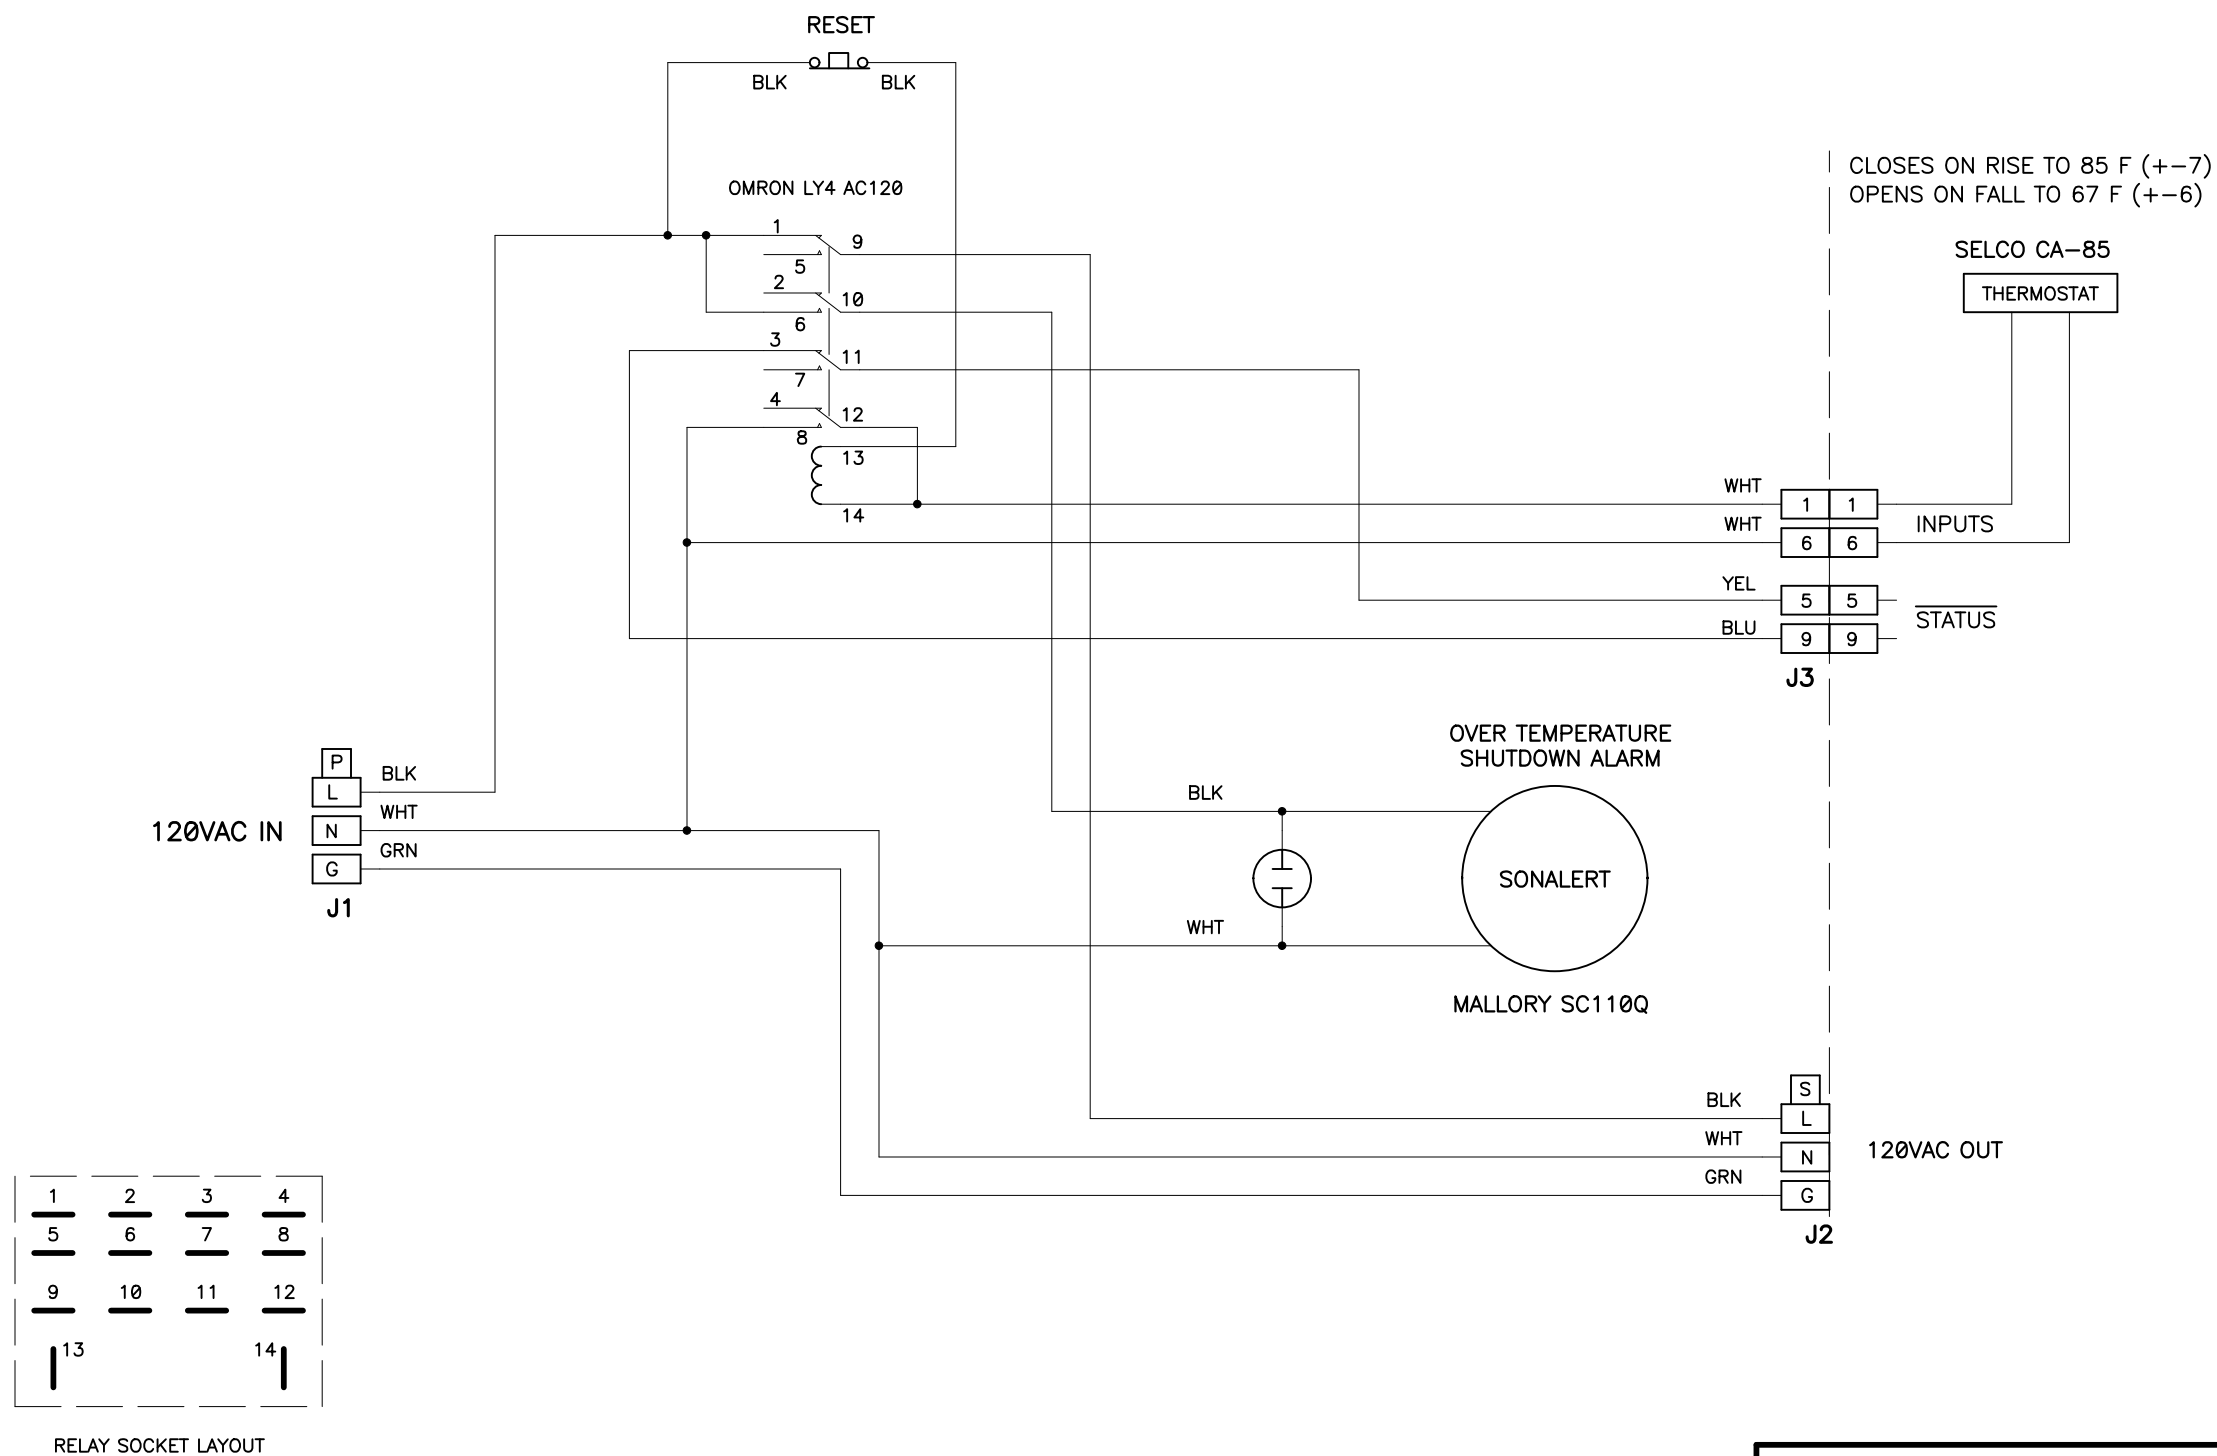 RESET
BLK BLK
CLOSES ON RISE TO 85 F (+-7)
OPENS ON FALL TO 67 F (+-6)
OMRON LY4 AC120
SELCO CA-85
THERMOSTAT
1
9
5
2
10
6
3
11
7
4
12
8
13
14
WHT 1 1
INPUTS
WHT 6 6
YEL 5 5
STATUS
BLU 9 9
J3
OVER TEMPERATURE
SHUTDOWN ALARM
P
L BLK
120VAC IN
N WHT
G GRN
J1
BLK
SONALERT
WHT
MALLORY SC110Q
S
BLK L
WHT N
120VAC OUT
GRN G
J2
1 2 3 4
5 6 7 8
9 10 11 12
13 14
RELAY SOCKET LAYOUT